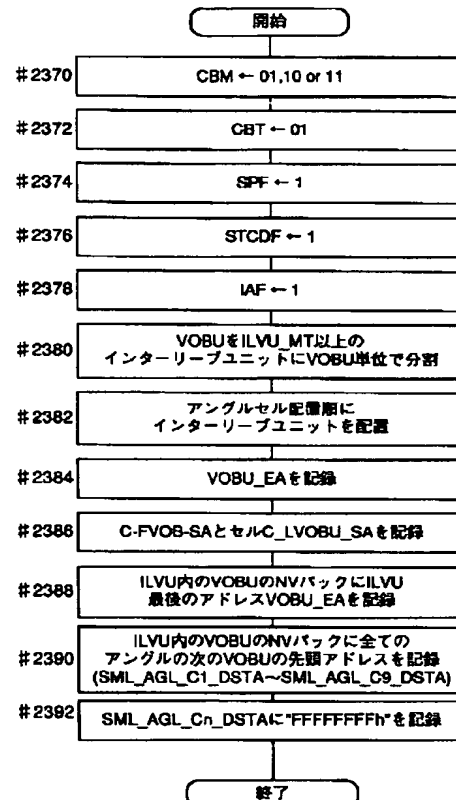 開始
#2370
CBM ← 01,10 or 11
#2372
CBT ← 01
#2374
SPF ← 1
#2376
STCDF ← 1
#2378
IAF ← 1
#2380
VOBUをILVU_MT以上の
インターリーブユニットにVOBU単位で分割
#2382
アングルセル配置順に
インターリーブユニットを配置
#2384
VOBU_EAを記録
#2386
C-FVOB-SAとセルC_LVOBU_SAを記録
#2388
ILVU内のVOBUのNVパックにILVU
最後のアドレスVOBU_EAを記録
#2390
ILVU内のVOBUのNVパックに全ての
アングルの次のVOBUの先頭アドレスを記録
(SML_AGL_C1_DSTA～SML_AGL_C9_DSTA)
#2392
SML_AGL_Cn_DSTAに"FFFFFFFFh"を記録
終了